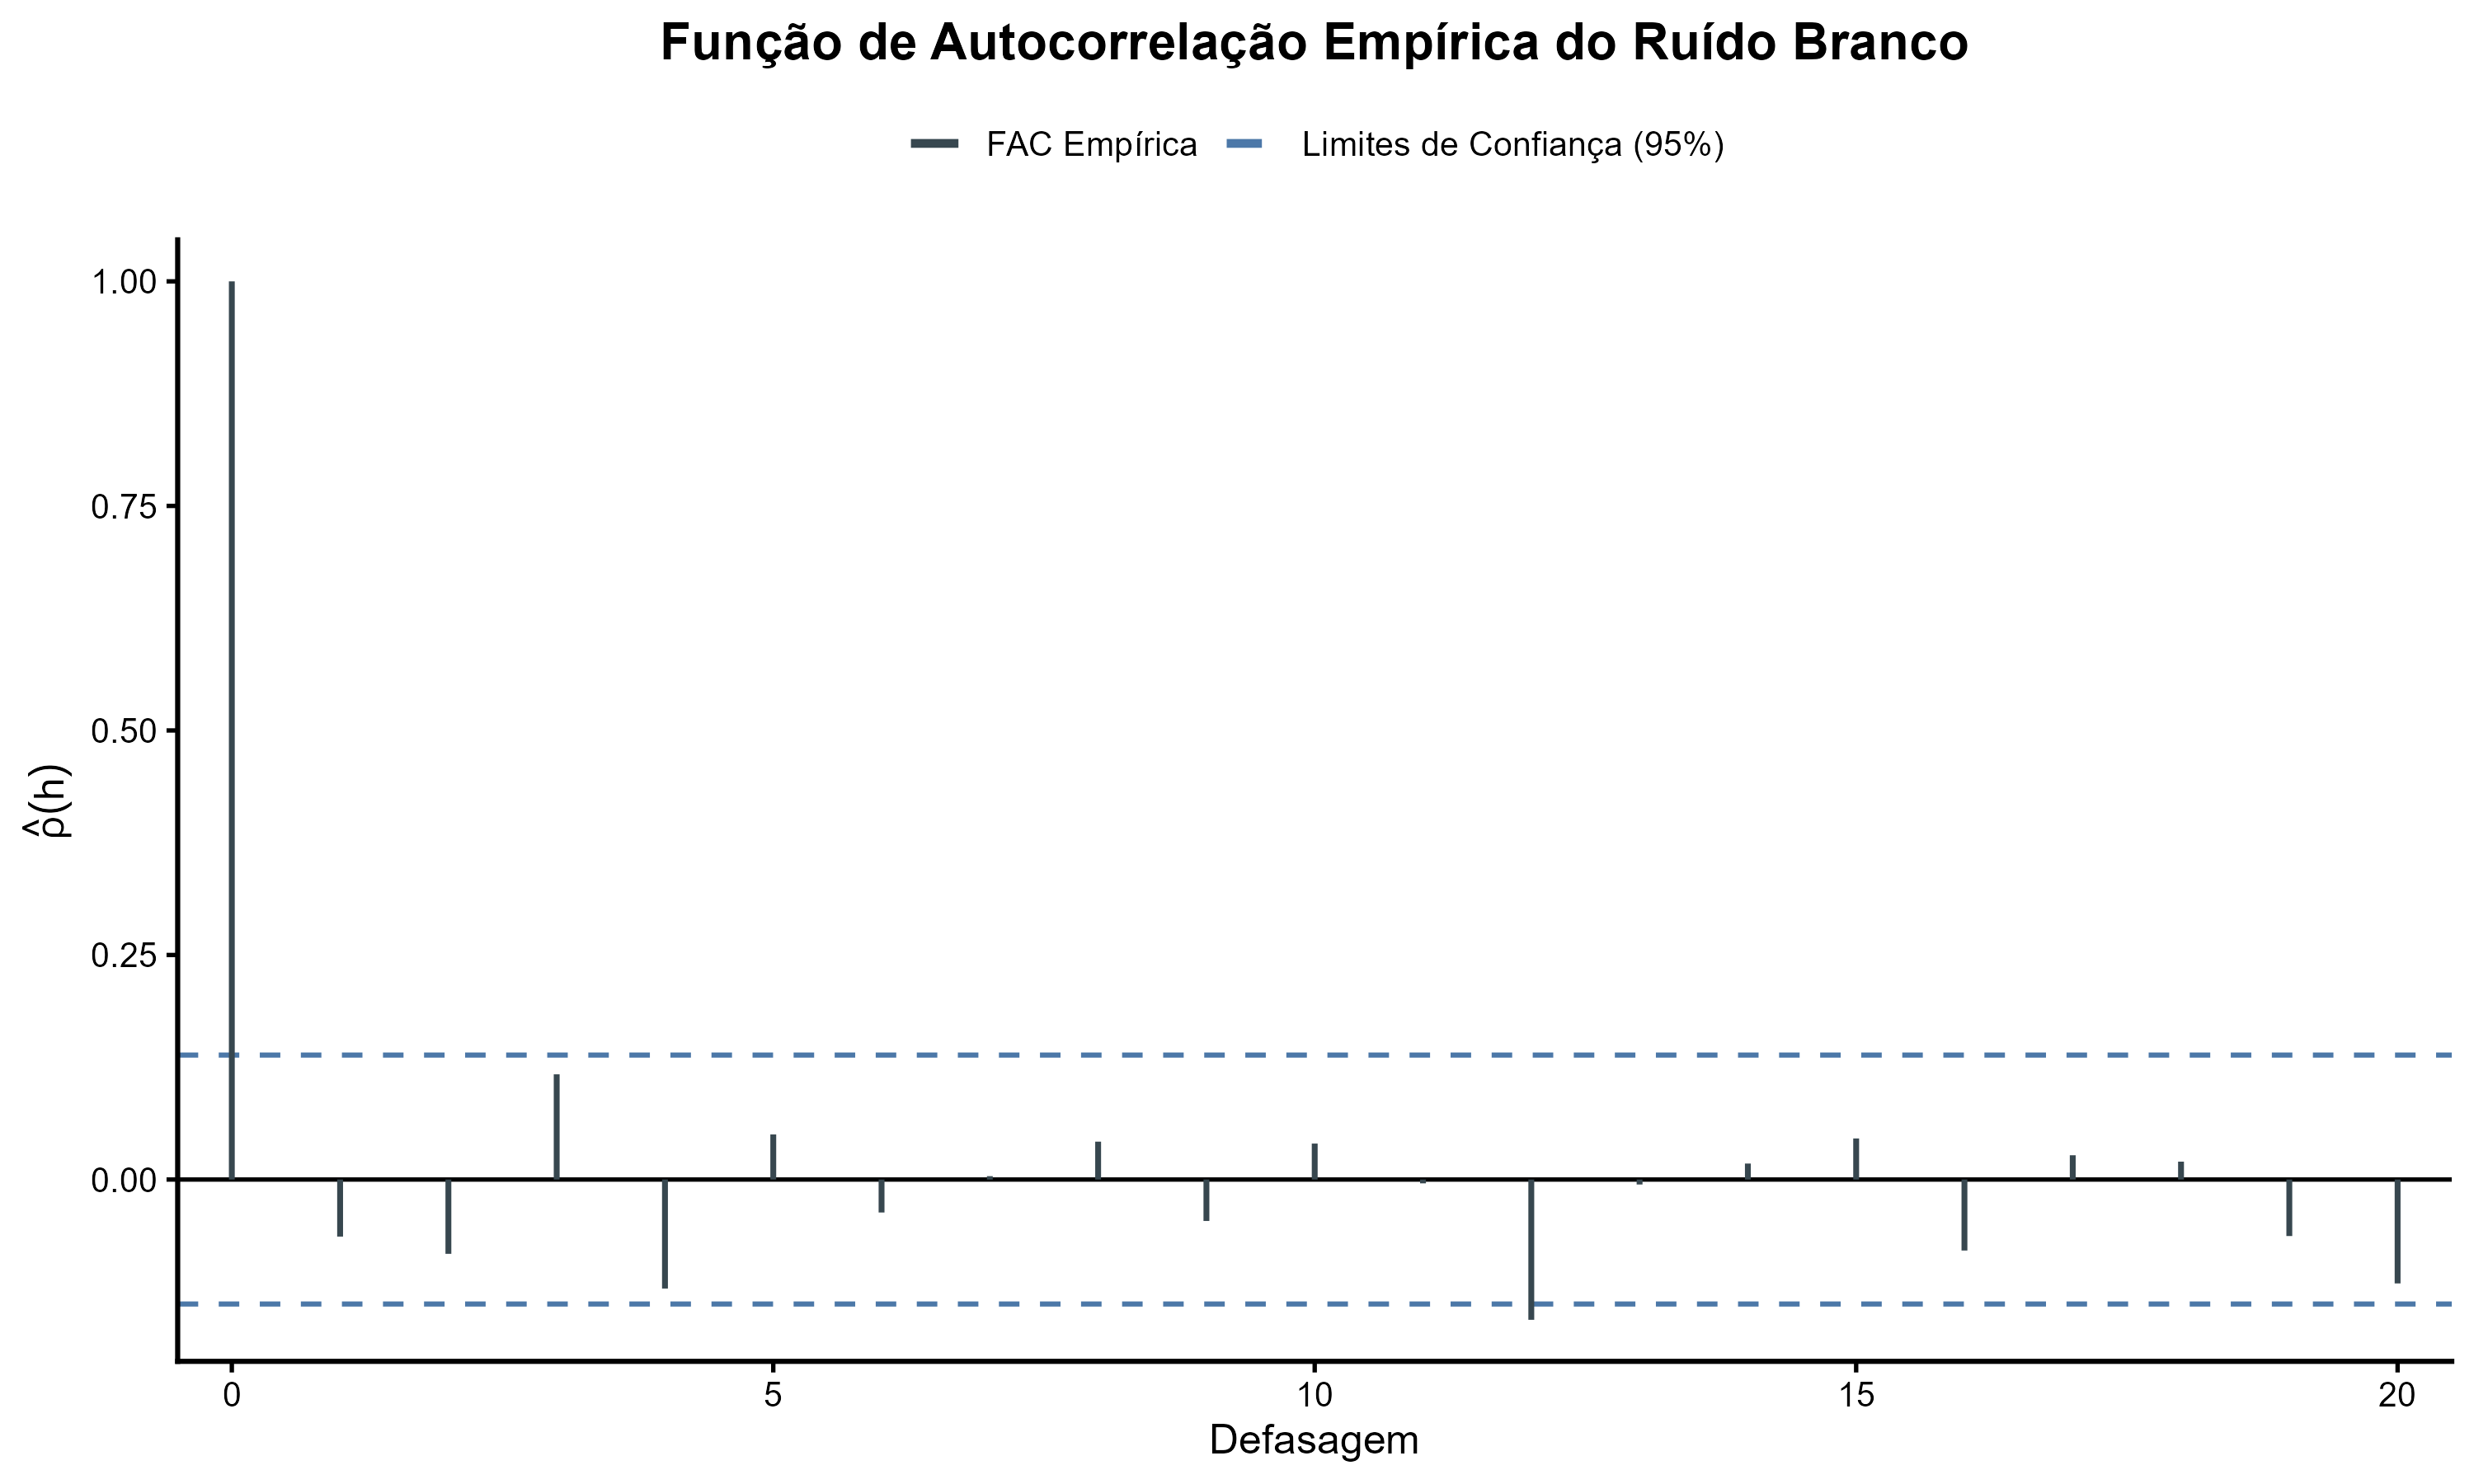 Função de Autocorrelação Empírica do Ruído Branco
FAC Empírica
Limites de Confiança (95%)
1.00
0.75
0.50
0.25
0.00
ρ̂(h)
0
5
10
15
20
Defasagem